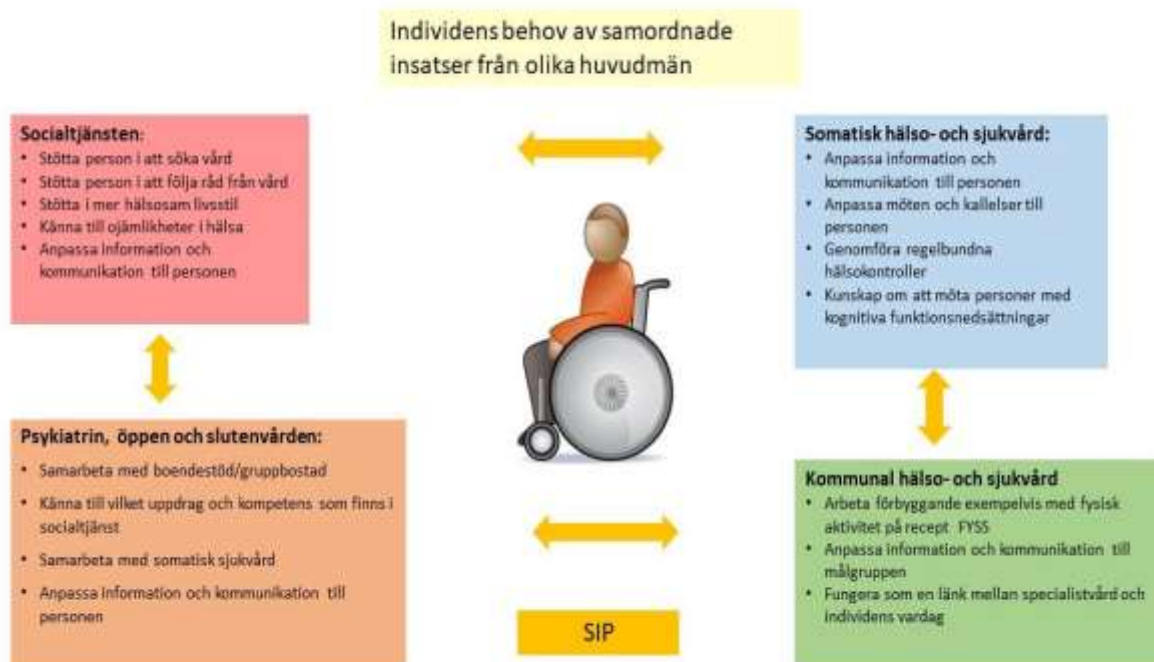 Individens behov av samordnade
insatser från olika huvudmän
Socialtjänsten:
• Stötta person i att söka vård
• Stötta person i att följa råd från vård
• Stötta i mer hälsosam livsstil
• Känna till ojämlikheter i hälsa
• Anpassa information och
kommunikation till personen
Somatisk hälso- och sjukvård:
• Anpassa information och
kommunikation till personen
• Anpassa möten och kallelser till
personen
• Genomföra regelbundna
hälsokontroller
• Kunskap om att möta personer med
kognitiva funktionsnedsättningar
Psykiatrin, öppen och slutenvården:
• Samarbeta med boendestöd/gruppbostad
• Känna till vilket uppdrag och kompetens som finns i
socialtjänst
• Samarbeta med somatisk sjukvård
• Anpassa information och kommunikation till
personen
Kommunal hälso- och sjukvård
• Arbeta förbyggande exempelvis med fysisk
aktivitet på recept FYSS
• Anpassa information och kommunikation till
målgruppen
• Fungera som en länk mellan specialistvård och
individens vardag
SIP